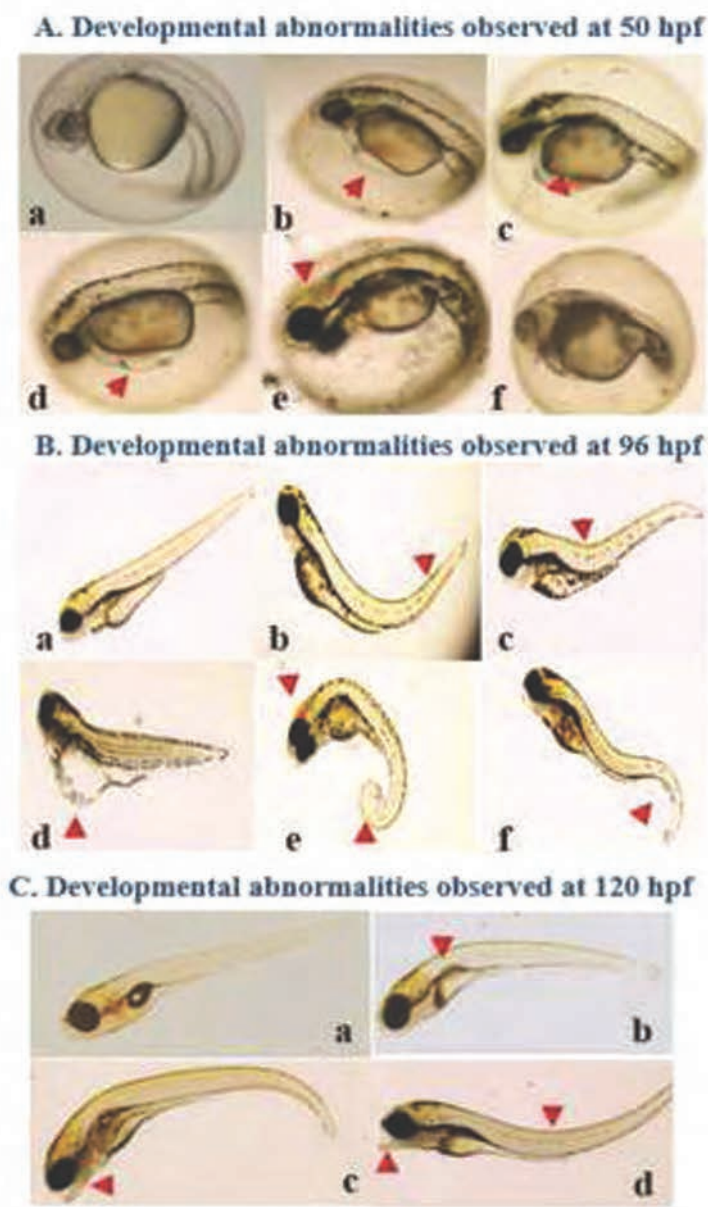 A. Developmental abnormalities observed at 50 hpf
a
b
c
d
e
f
B. Developmental abnormalities observed at 96 hpf
a
b
c
d
e
f
C. Developmental abnormalities observed at 120 hpf
a
b
c
d